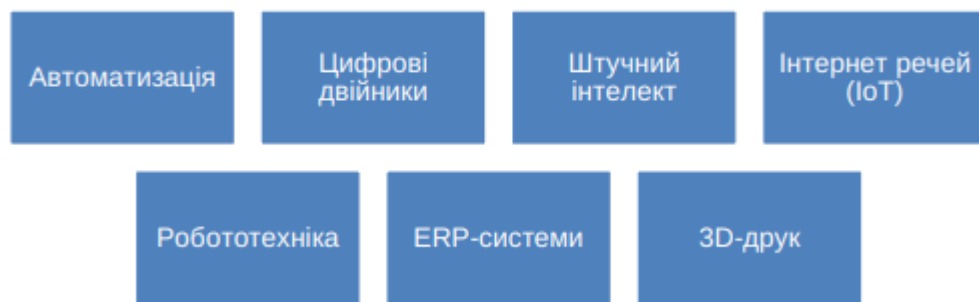 Автоматизація
Цифрові
двійники
Штучний
інтелект
Інтернет речей
(IoT)
Робототехніка
ERP-системи
3D-друк